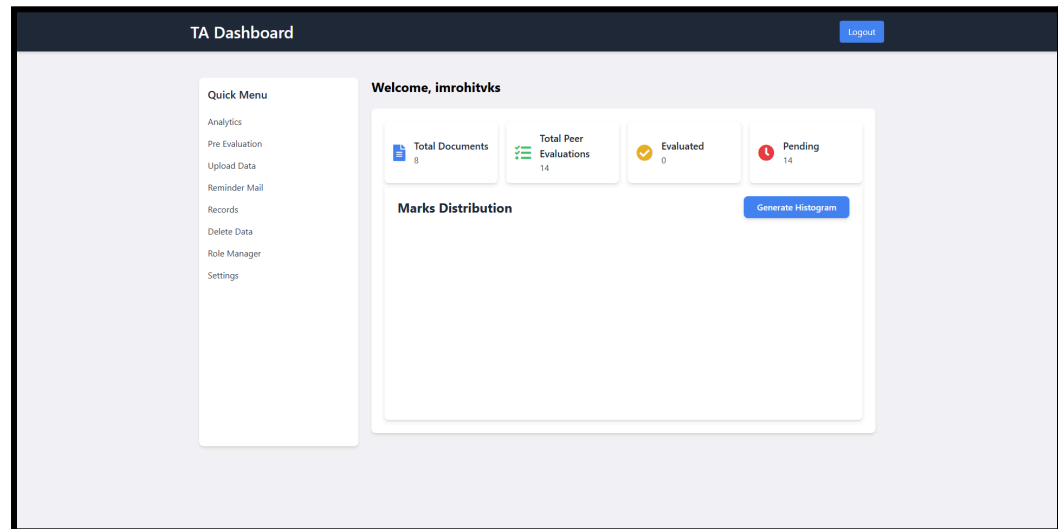 TA Dashboard
Logout
Quick Menu
Analytics
Pre Evaluation
Upload Data
Reminder Mail
Records
Delete Data
Role Manager
Settings
Welcome, imrohitvks
Total Documents
8
Total Peer
Evaluations
14
Evaluated
0
Pending
14
Marks Distribution
Generate Histogram